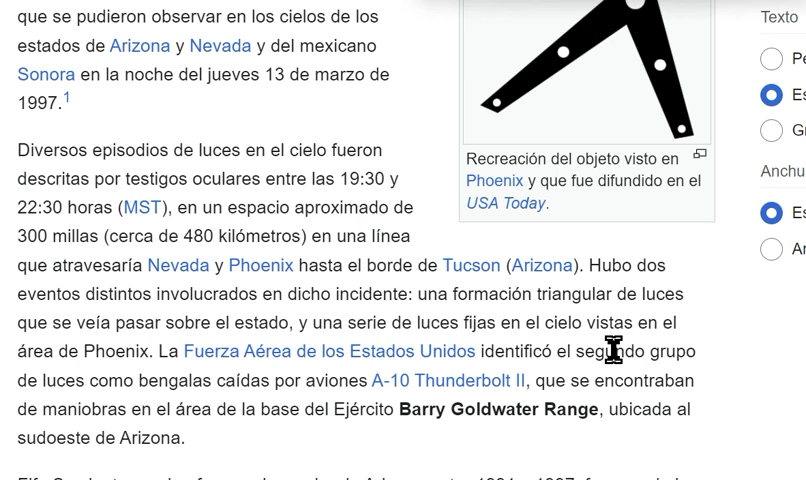 que se pudieron observar en los cielos de los
estados de Arizona y Nevada y del mexicano
Sonora en la noche del jueves 13 de marzo de
1997.1
Diversos episodios de luces en el cielo fueron
descritas por testigos oculares entre las 19:30 y
22:30 horas (MST), en un espacio aproximado de
300 millas (cerca de 480 kilómetros) en una línea
que atravesaría Nevada y Phoenix hasta el borde de Tucson (Arizona). Hubo dos
eventos distintos involucrados en dicho incidente: una formación triangular de luces
que se veía pasar sobre el estado, y una serie de luces fijas en el cielo vistas en el
área de Phoenix. La Fuerza Aérea de los Estados Unidos identificó el segundo grupo
de luces como bengalas caídas por aviones A-10 Thunderbolt II, que se encontraban
de maniobras en el área de la base del Ejército Barry Goldwater Range, ubicada al
sudoeste de Arizona.
Recreación del objeto visto en
Phoenix y que fue difundido en el
USA Today.
Texto
Pe
Es
Gr
Anchu
Es
An